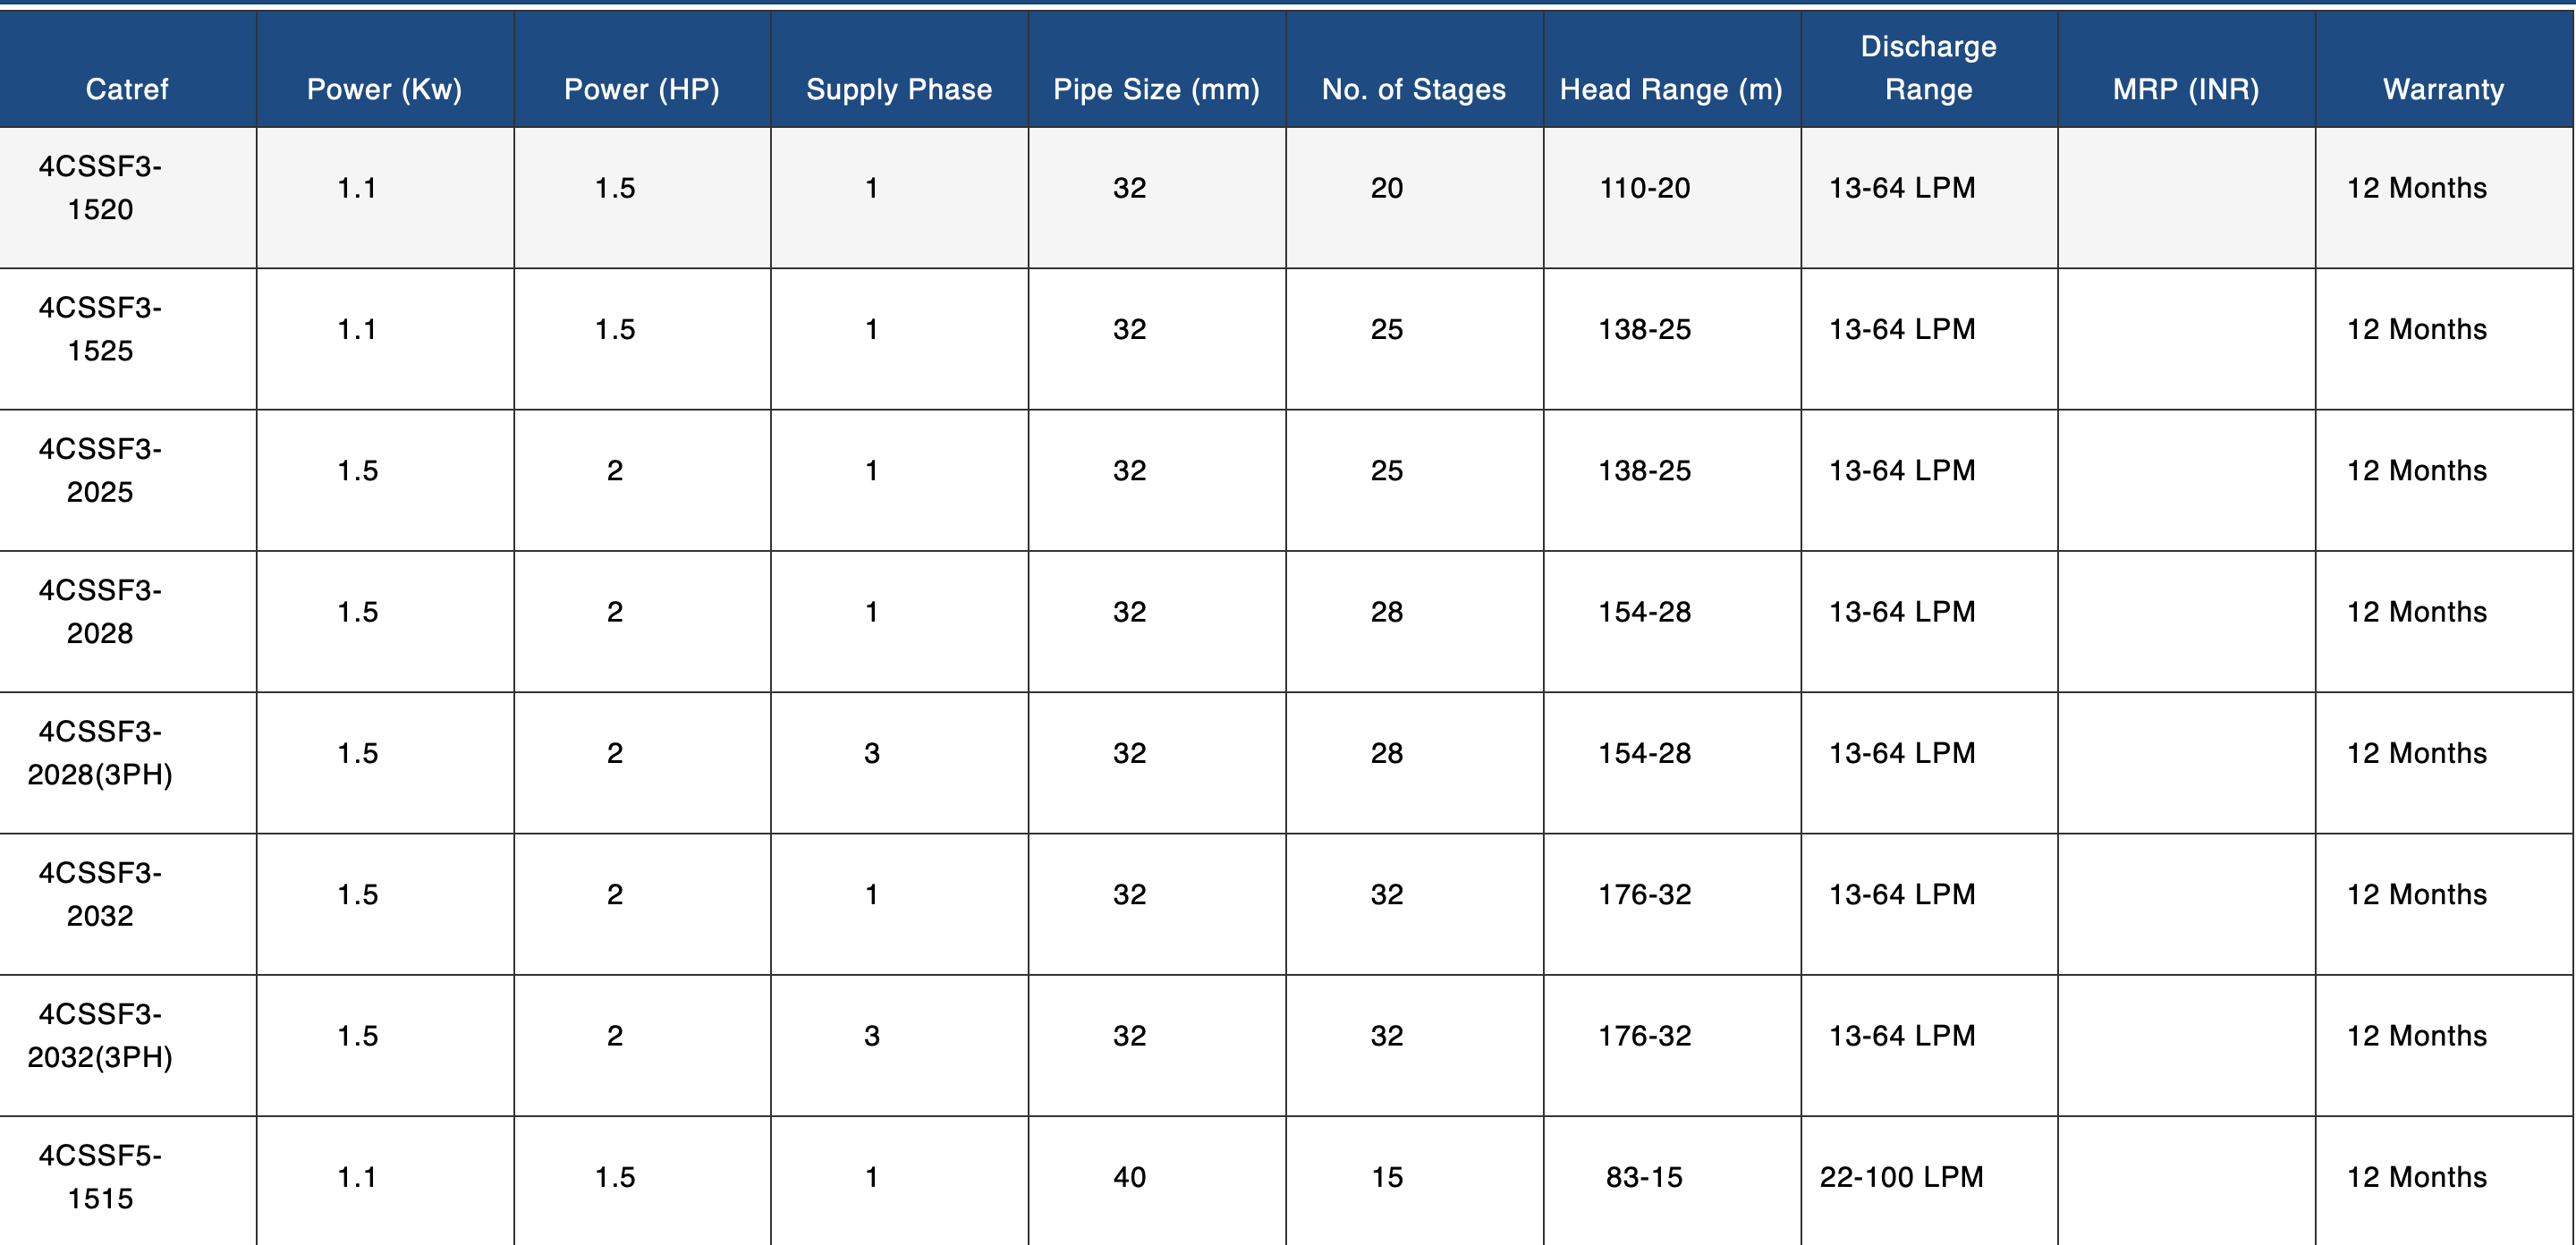 Catref Power (Kw) Power (HP) Supply Phase Pipe Size (mm) No. of Stages Head Range (m) Discharge Range MRP (INR) Warranty
4CSSF3-1520 1.1 1.5 1 32 20 110-20 13-64 LPM 12 Months
4CSSF3-1525 1.1 1.5 1 32 25 138-25 13-64 LPM 12 Months
4CSSF3-2025 1.5 2 1 32 25 138-25 13-64 LPM 12 Months
4CSSF3-2028 1.5 2 1 32 28 154-28 13-64 LPM 12 Months
4CSSF3-2028(3PH) 1.5 2 3 32 28 154-28 13-64 LPM 12 Months
4CSSF3-2032 1.5 2 1 32 32 176-32 13-64 LPM 12 Months
4CSSF3-2032(3PH) 1.5 2 3 32 32 176-32 13-64 LPM 12 Months
4CSSF5-1515 1.1 1.5 1 40 15 83-15 22-100 LPM 12 Months